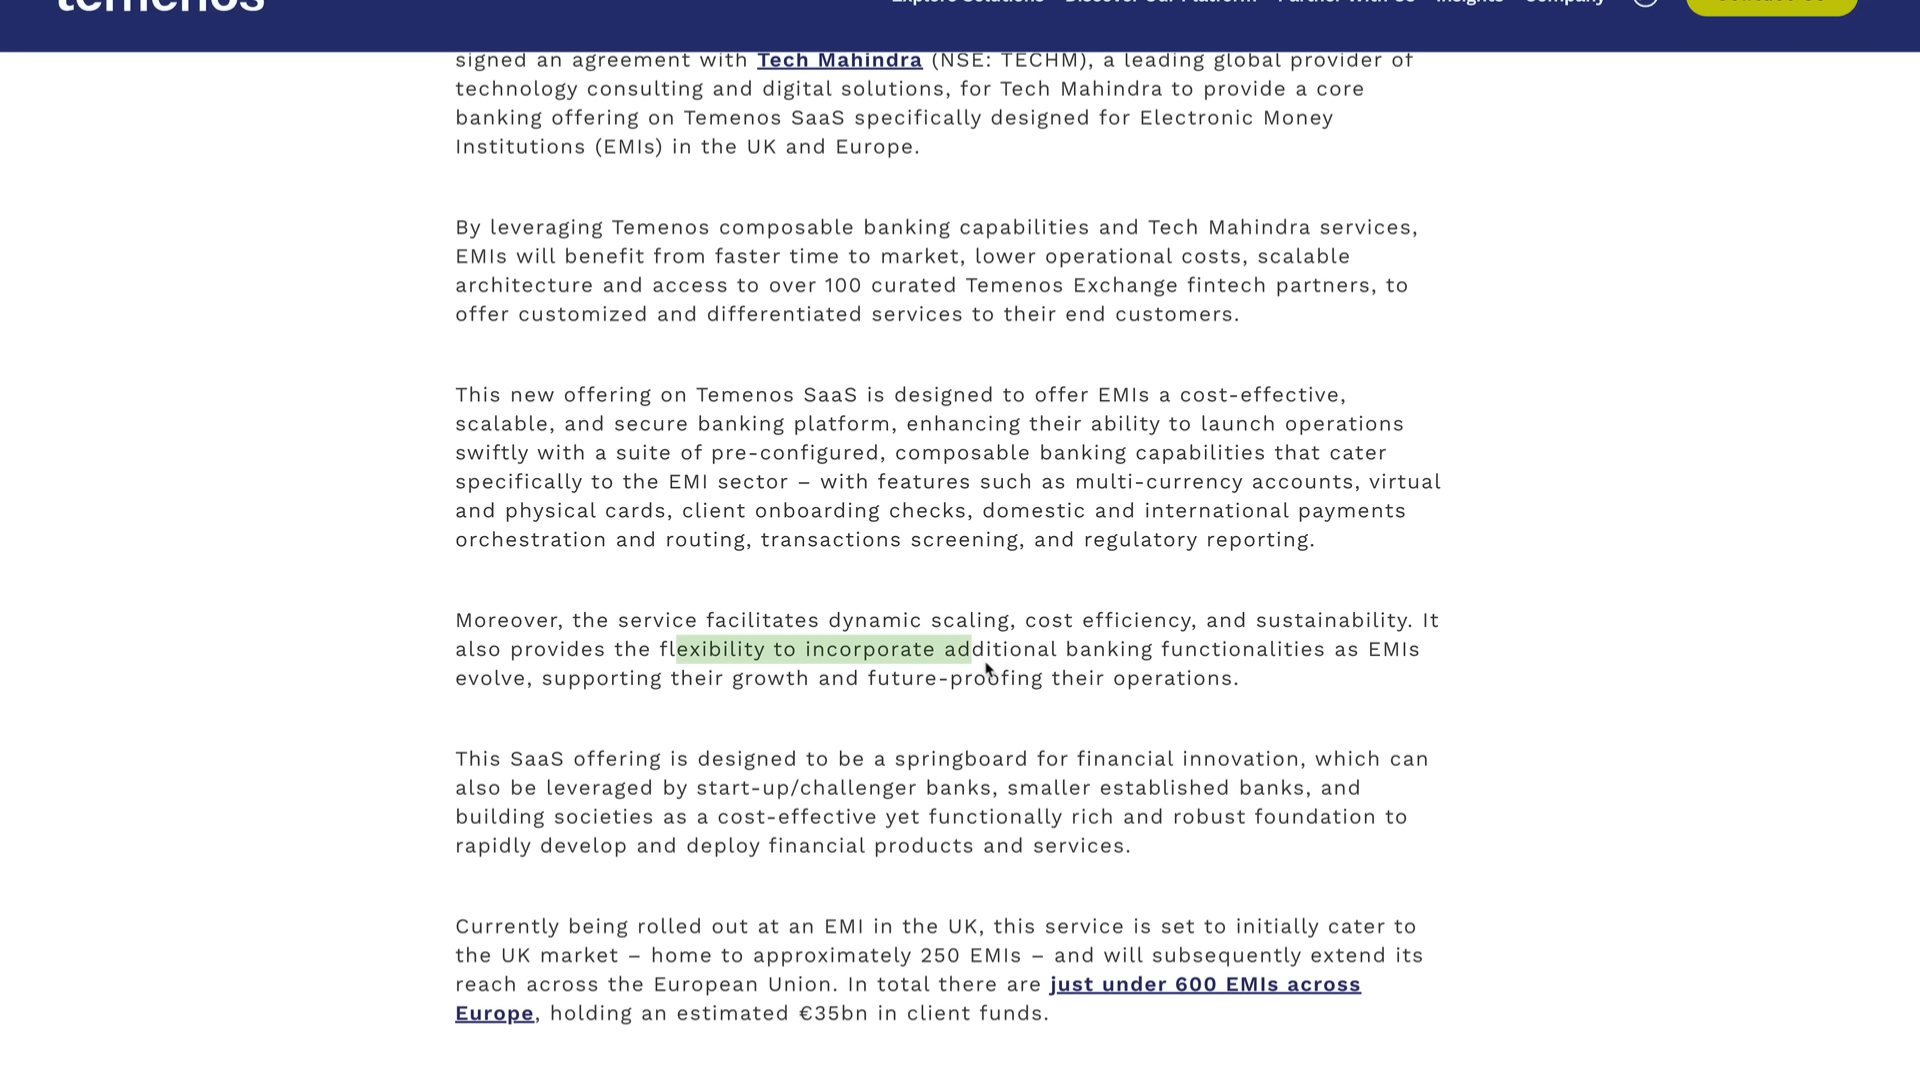 temenos
signed an agreement with Tech Mahindra (NSE: TECHM), a leading global provider of
technology consulting and digital solutions, for Tech Mahindra to provide a core
banking offering on Temenos SaaS specifically designed for Electronic Money
Institutions (EMIs) in the UK and Europe.
By leveraging Temenos composable banking capabilities and Tech Mahindra services,
EMIs will benefit from faster time to market, lower operational costs, scalable
architecture and access to over 100 curated Temenos Exchange fintech partners, to
offer customized and differentiated services to their end customers.
This new offering on Temenos SaaS is designed to offer EMIs a cost-effective,
scalable, and secure banking platform, enhancing their ability to launch operations
swiftly with a suite of pre-configured, composable banking capabilities that cater
specifically to the EMI sector – with features such as multi-currency accounts, virtual
and physical cards, client onboarding checks, domestic and international payments
orchestration and routing, transactions screening, and regulatory reporting.
Moreover, the service facilitates dynamic scaling, cost efficiency, and sustainability. It
also provides the flexibility to incorporate additional banking functionalities as EMIs
evolve, supporting their growth and future-proofing their operations.
This SaaS offering is designed to be a springboard for financial innovation, which can
also be leveraged by start-up/challenger banks, smaller established banks, and
building societies as a cost-effective yet functionally rich and robust foundation to
rapidly develop and deploy financial products and services.
Currently being rolled out at an EMI in the UK, this service is set to initially cater to
the UK market – home to approximately 250 EMIs – and will subsequently extend its
reach across the European Union. In total there are just under 600 EMIs across
Europe, holding an estimated €35bn in client funds.